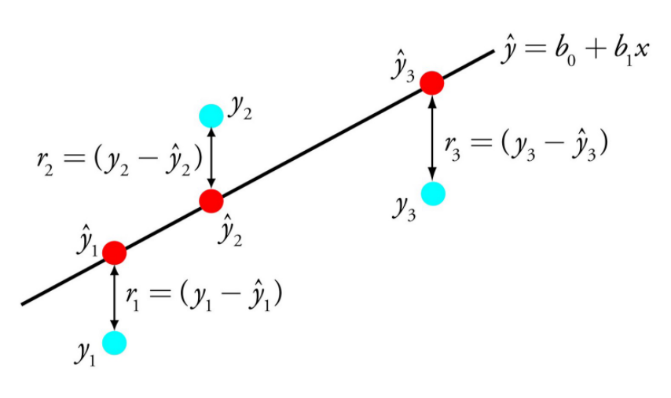 ŷ = b₀ + b₁x
ŷ₃
y₂
r₂ = (y₂ − ŷ₂)
r₃ = (y₃ − ŷ₃)
y₃
ŷ₂
ŷ₁
r₁ = (y₁ − ŷ₁)
y₁